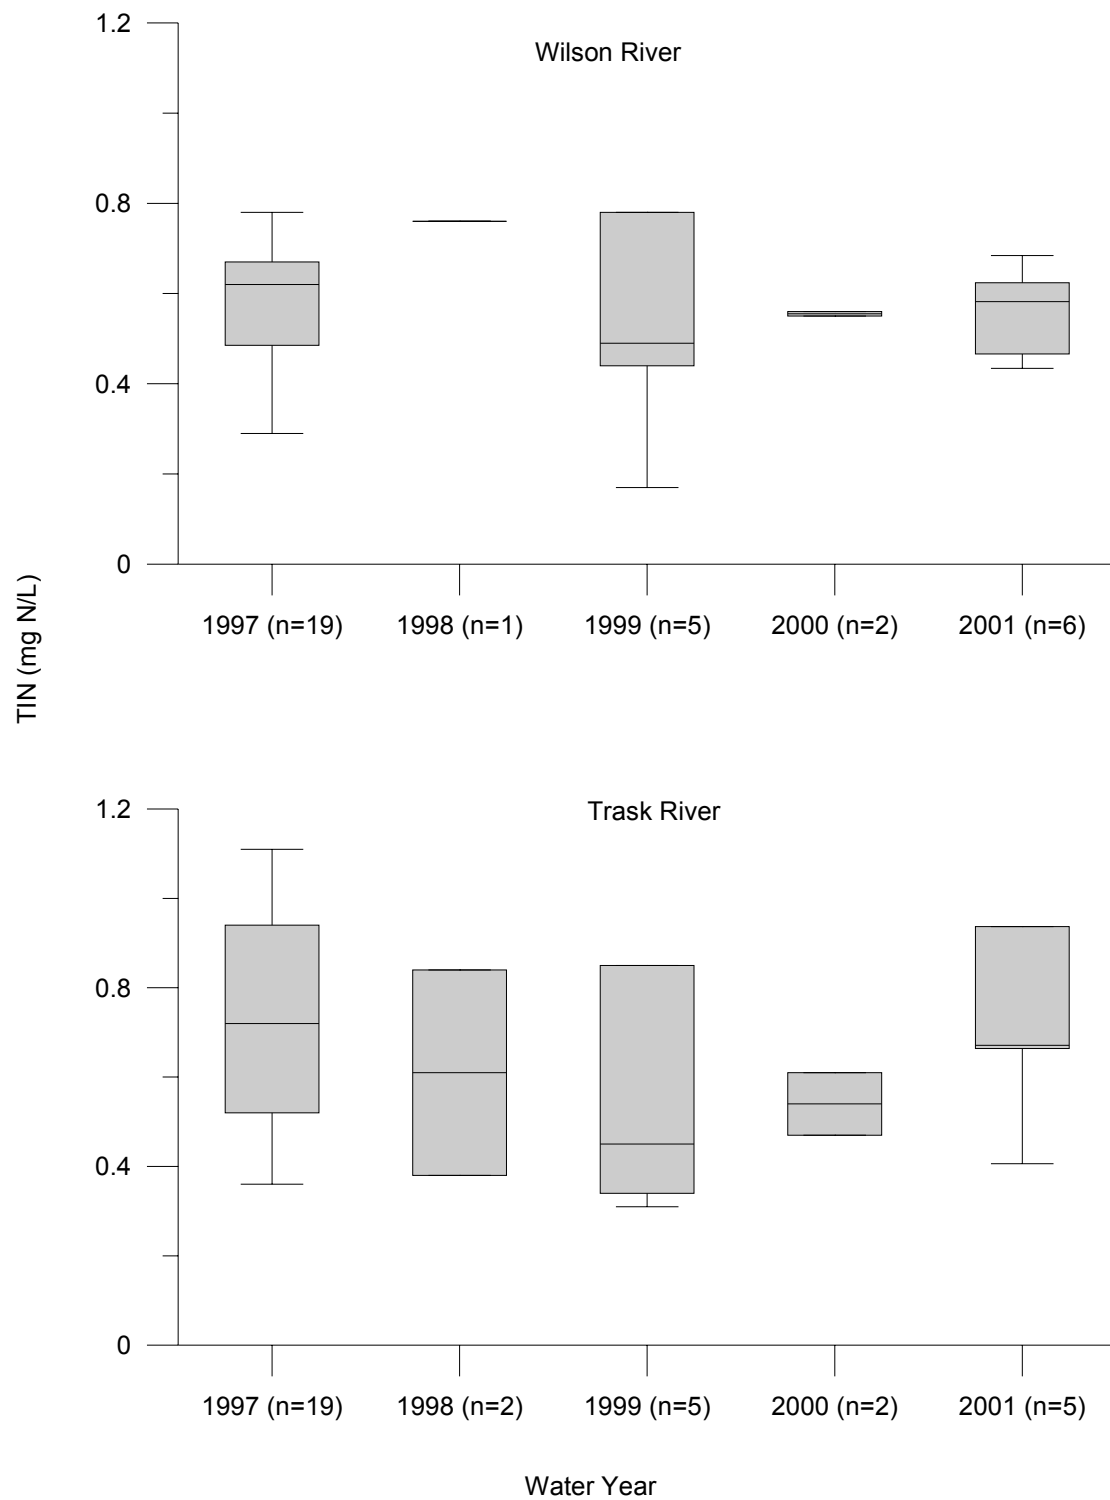 Wilson River
1.2
0.8
0.4
0
1997 (n=19) 1998 (n=1) 1999 (n=5) 2000 (n=2) 2001 (n=6)
TIN (mg N/L)
Trask River
1.2
0.8
0.4
0
1997 (n=19) 1998 (n=2) 1999 (n=5) 2000 (n=2) 2001 (n=5)
Water Year